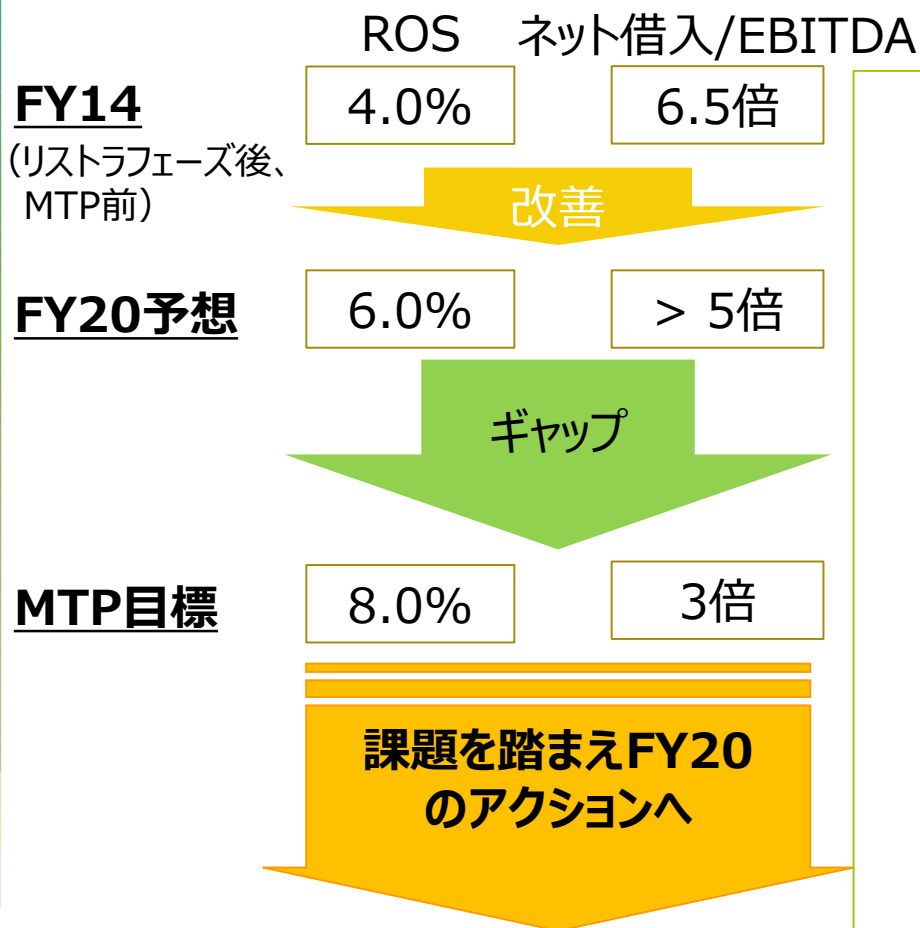 ROS ネット借入/EBITDA
FY14 4.0% 6.5倍
（リストラフェーズ後、
MTP前）
改善
FY20予想 6.0% > 5倍
ギャップ
MTP目標 8.0% 3倍
課題を踏まえFY20
のアクションへ